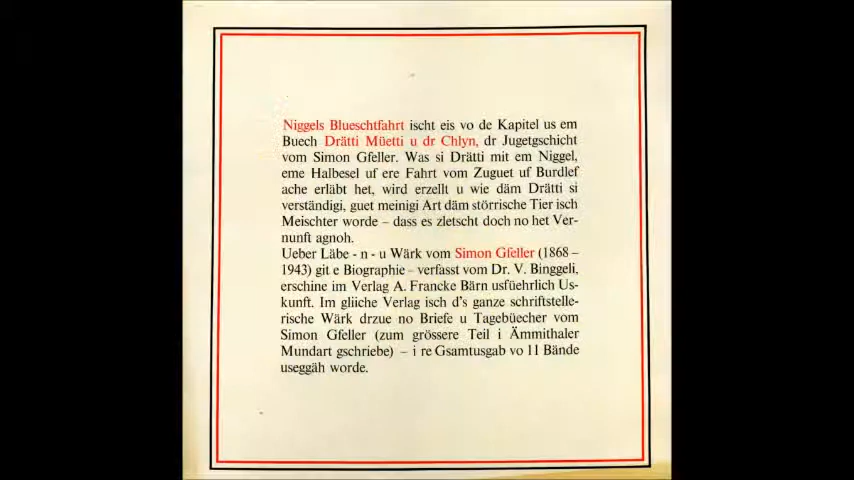 Niggels Blueschtfahrt ischt eis vo de Kapitel us em
Buech Drätti Müetti u dr Chlyn, dr Jugetgschicht
vom Simon Gfeller. Was si Drätti mit em Niggel,
eme Halbesel uf ere Fahrt vom Zuguet uf Burdlef
ache erläbt het, wird erzellt u wie däm Drätti si
verständigi, guet meinigi Art däm störrische Tier isch
Meischter worde – dass es zletscht doch no het Ver-
nunft agnoh.
Ueber Läbe - n - u Wärk vom Simon Gfeller (1868 –
1943) git e Biographie – verfasst vom Dr. V. Binggeli,
erschine im Verlag A. Francke Bärn usfüehrlich Us-
kunft. Im gliiche Verlag isch d's ganze schriftstelle-
rische Wärk drzue no Briefe u Tagebüecher vom
Simon Gfeller (zum grössere Teil i Ämmithaler
Mundart gschriebe) – i re Gsamtusgab vo 11 Bände
useggäh worde.